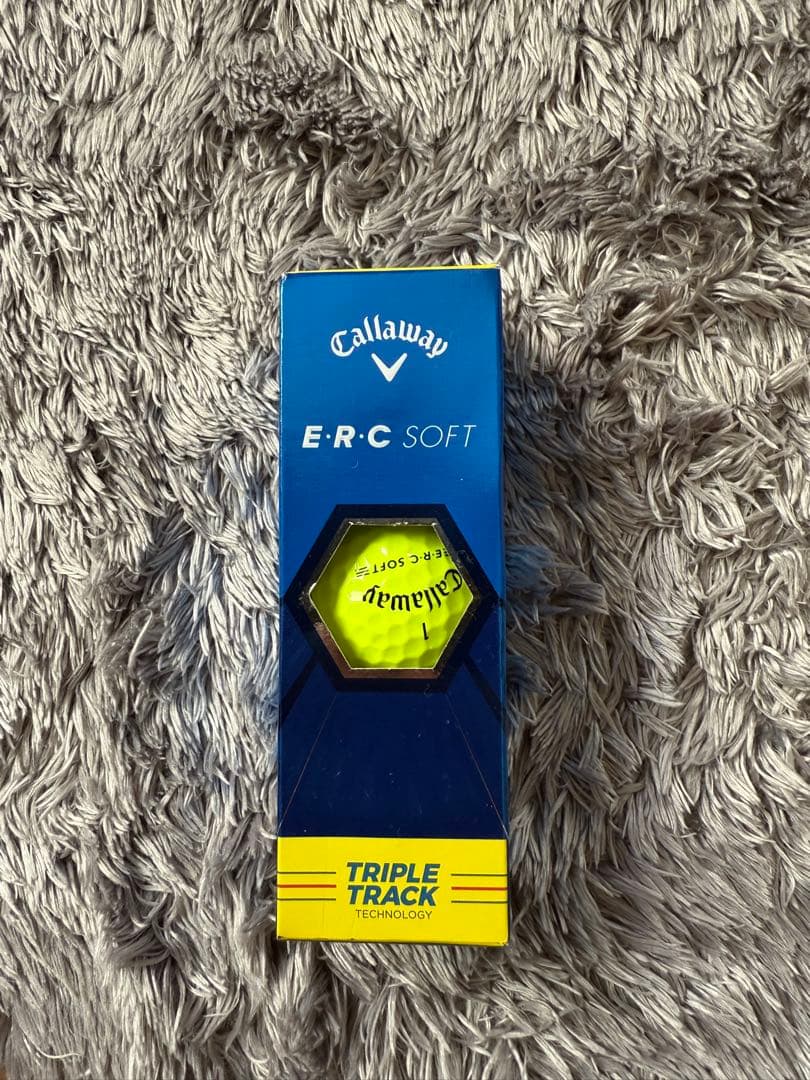 Callaway
E·R·C SOFT
E·R·C SOFT
Callaway
1
TRIPLE
TRACK
TECHNOLOGY